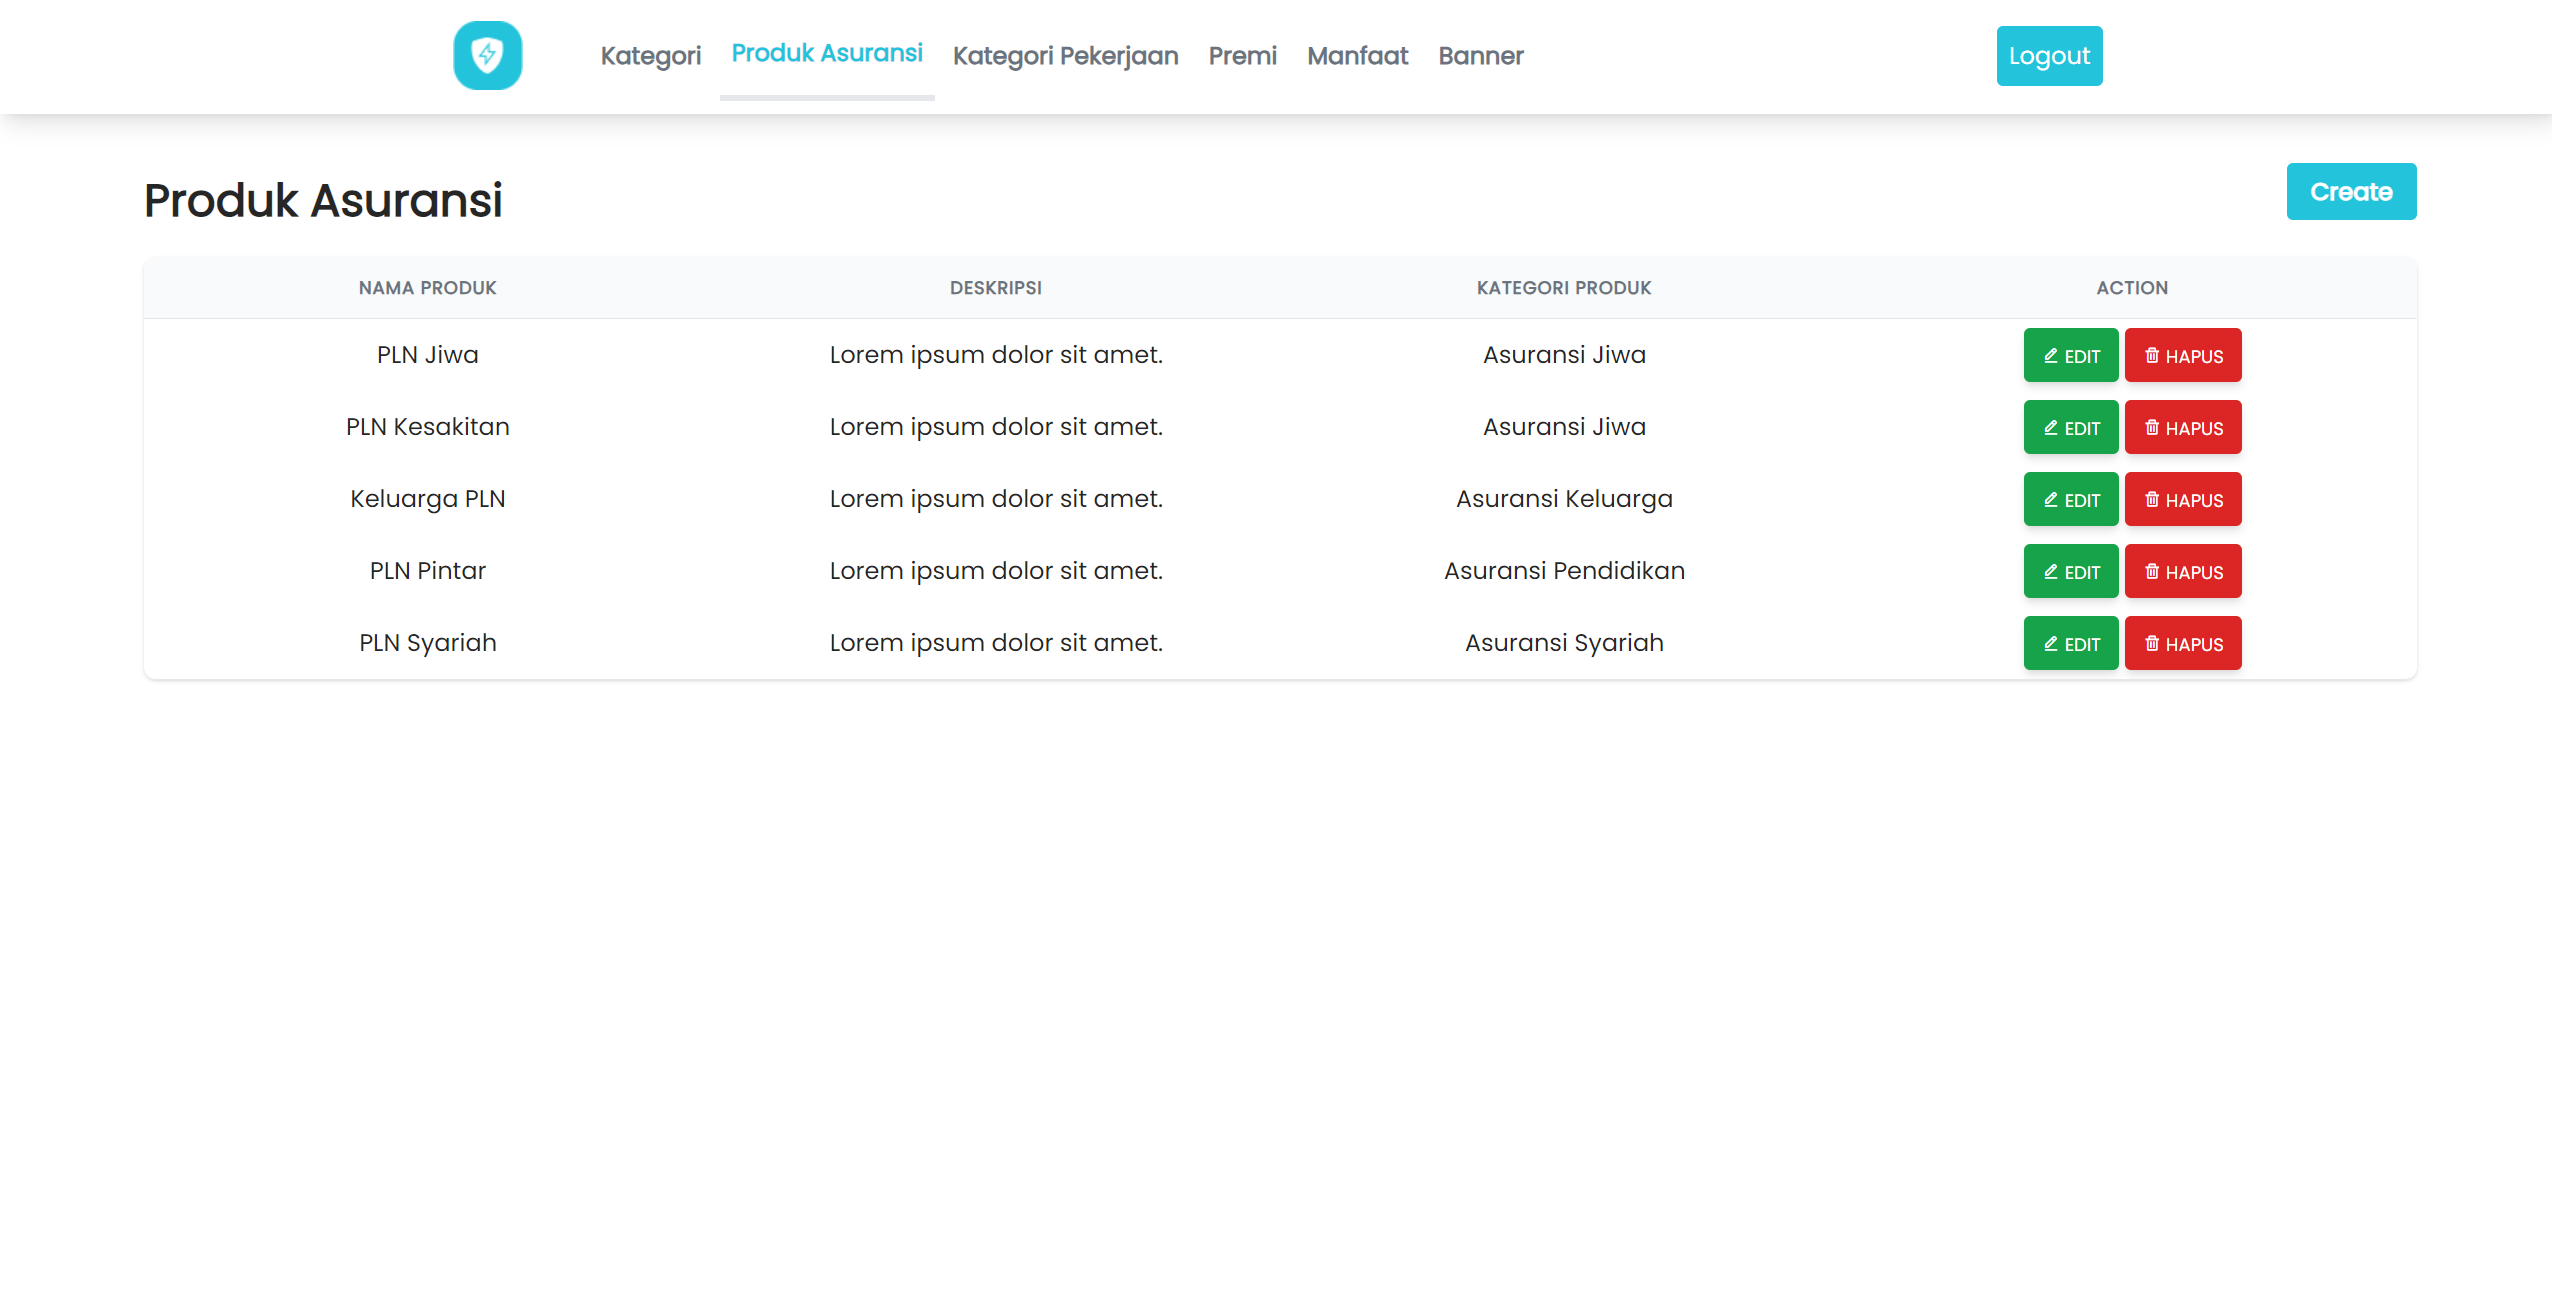 Kategori Produk Asuransi Kategori Pekerjaan Premi Manfaat Banner Logout
Produk Asuransi Create
NAMA PRODUK DESKRIPSI KATEGORI PRODUK ACTION
PLN Jiwa Lorem ipsum dolor sit amet. Asuransi Jiwa EDIT HAPUS
PLN Kesakitan Lorem ipsum dolor sit amet. Asuransi Jiwa EDIT HAPUS
Keluarga PLN Lorem ipsum dolor sit amet. Asuransi Keluarga EDIT HAPUS
PLN Pintar Lorem ipsum dolor sit amet. Asuransi Pendidikan EDIT HAPUS
PLN Syariah Lorem ipsum dolor sit amet. Asuransi Syariah EDIT HAPUS